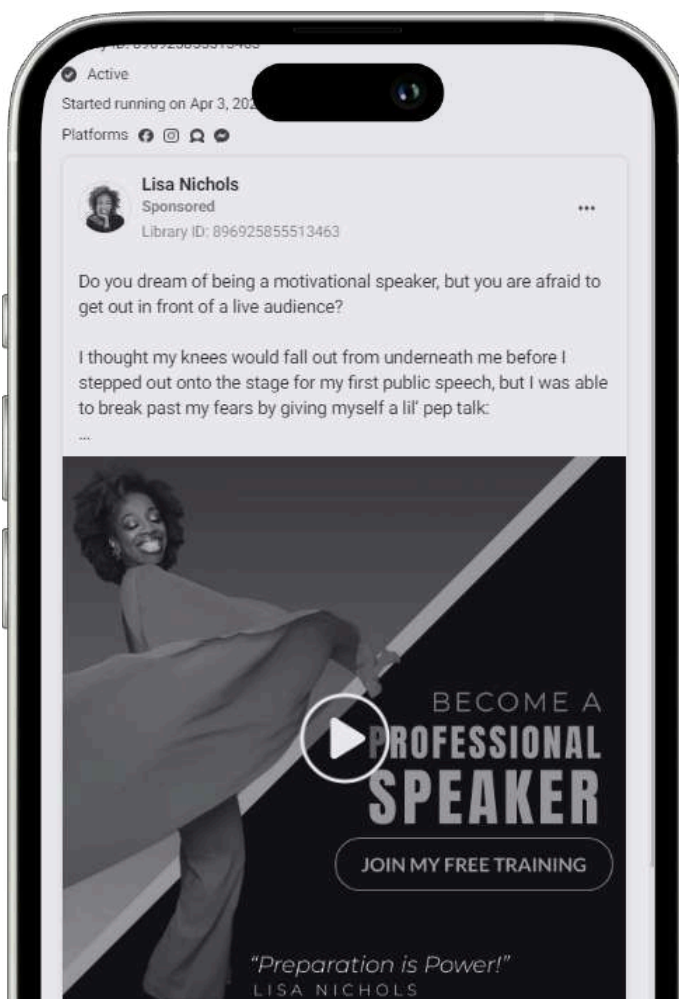 Active
Started running on Apr 3, 202
Platforms
Lisa Nichols
Sponsored
Library ID: 896925855513463
Do you dream of being a motivational speaker, but you are afraid to
get out in front of a live audience?
I thought my knees would fall out from underneath me before I
stepped out onto the stage for my first public speech, but I was able
to break past my fears by giving myself a lil' pep talk:
...
BECOME A
PROFESSIONAL
SPEAKER
JOIN MY FREE TRAINING
"Preparation is Power!"
LISA NICHOLS